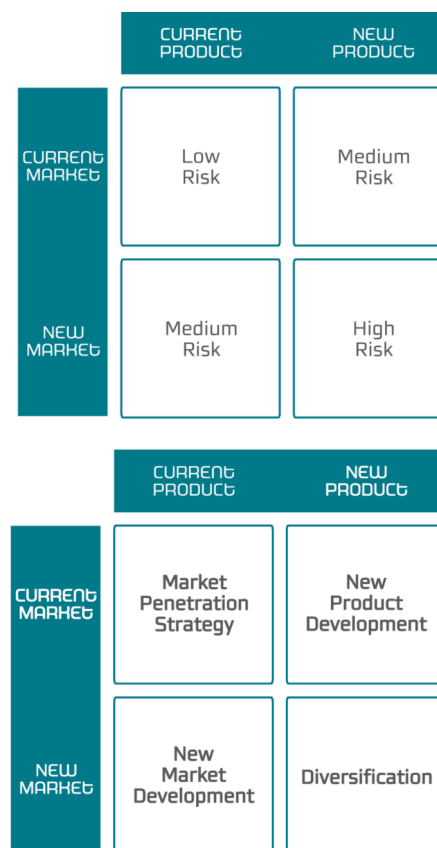 CURRENT
PRODUCT
NEW
PRODUCT
CURRENT
MARKET
Low
Risk
Medium
Risk
NEW
MARKET
Medium
Risk
High
Risk
CURRENT
PRODUCT
NEW
PRODUCT
CURRENT
MARKET
Market
Penetration
Strategy
New
Product
Development
NEW
MARKET
New
Market
Development
Diversification